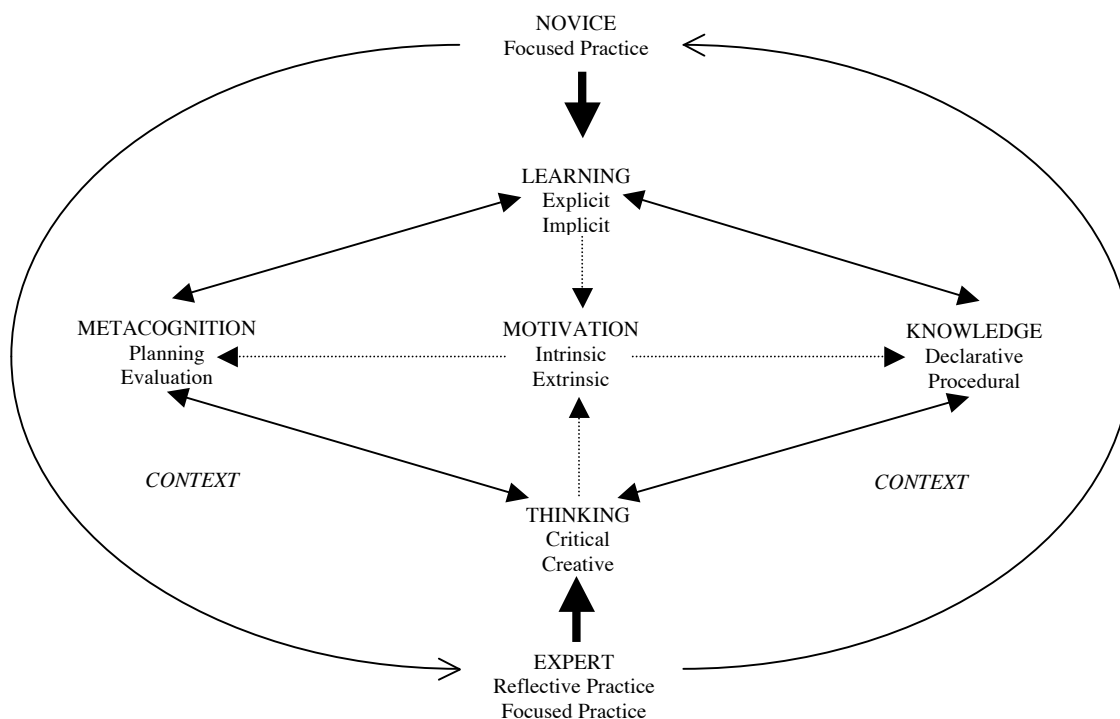 NOVICE
Focused Practice
LEARNING
Explicit
Implicit
METACOGNITION
Planning
Evaluation
MOTIVATION
Intrinsic
Extrinsic
KNOWLEDGE
Declarative
Procedural
CONTEXT
CONTEXT
THINKING
Critical
Creative
EXPERT
Reflective Practice
Focused Practice